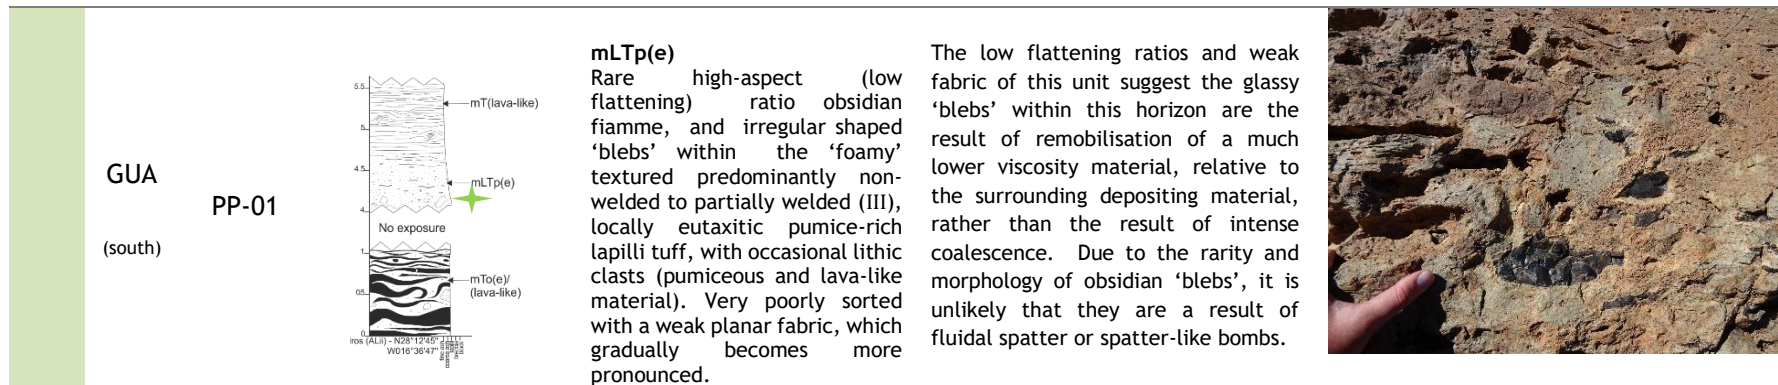 GUA
(south)
PP-01
5.5
mT(lava-like)
5
4.5
mLTp(e)
4
No exposure
1
mTo(e)/
(lava-like)
0.5
0
Iros (ALii) - N28°12'45"
W016°36'47"
mLTp(e)
Rare high-aspect (low
flattening) ratio obsidian
fiamme, and irregular shaped
‘blebs’ within the ‘foamy’
textured predominantly non-
welded to partially welded (III),
locally eutaxitic pumice-rich
lapilli tuff, with occasional lithic
clasts (pumiceous and lava-like
material). Very poorly sorted
with a weak planar fabric, which
gradually becomes more
pronounced.
The low flattening ratios and weak
fabric of this unit suggest the glassy
‘blebs’ within this horizon are the
result of remobilisation of a much
lower viscosity material, relative to
the surrounding depositing material,
rather than the result of intense
coalescence. Due to the rarity and
morphology of obsidian ‘blebs’, it is
unlikely that they are a result of
fluidal spatter or spatter-like bombs.